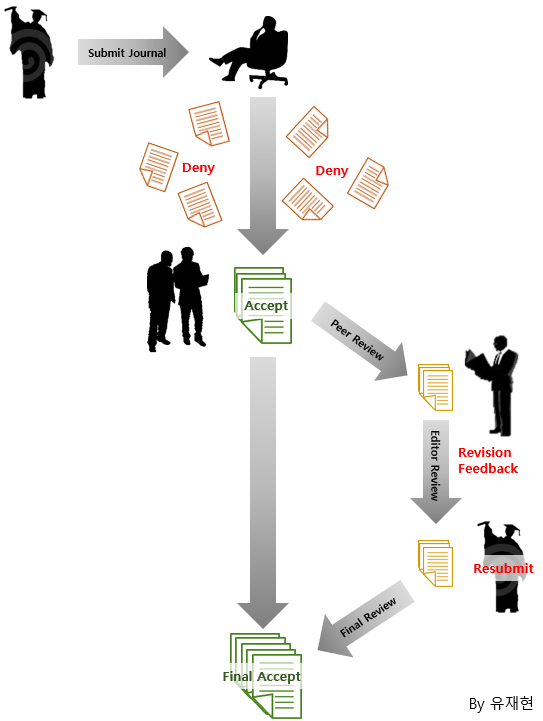 Submit Journal
Deny
Deny
Accept
Peer Review
Editor Review
Revision
Feedback
Resubmit
Final Review
Final Accept
By 유재현